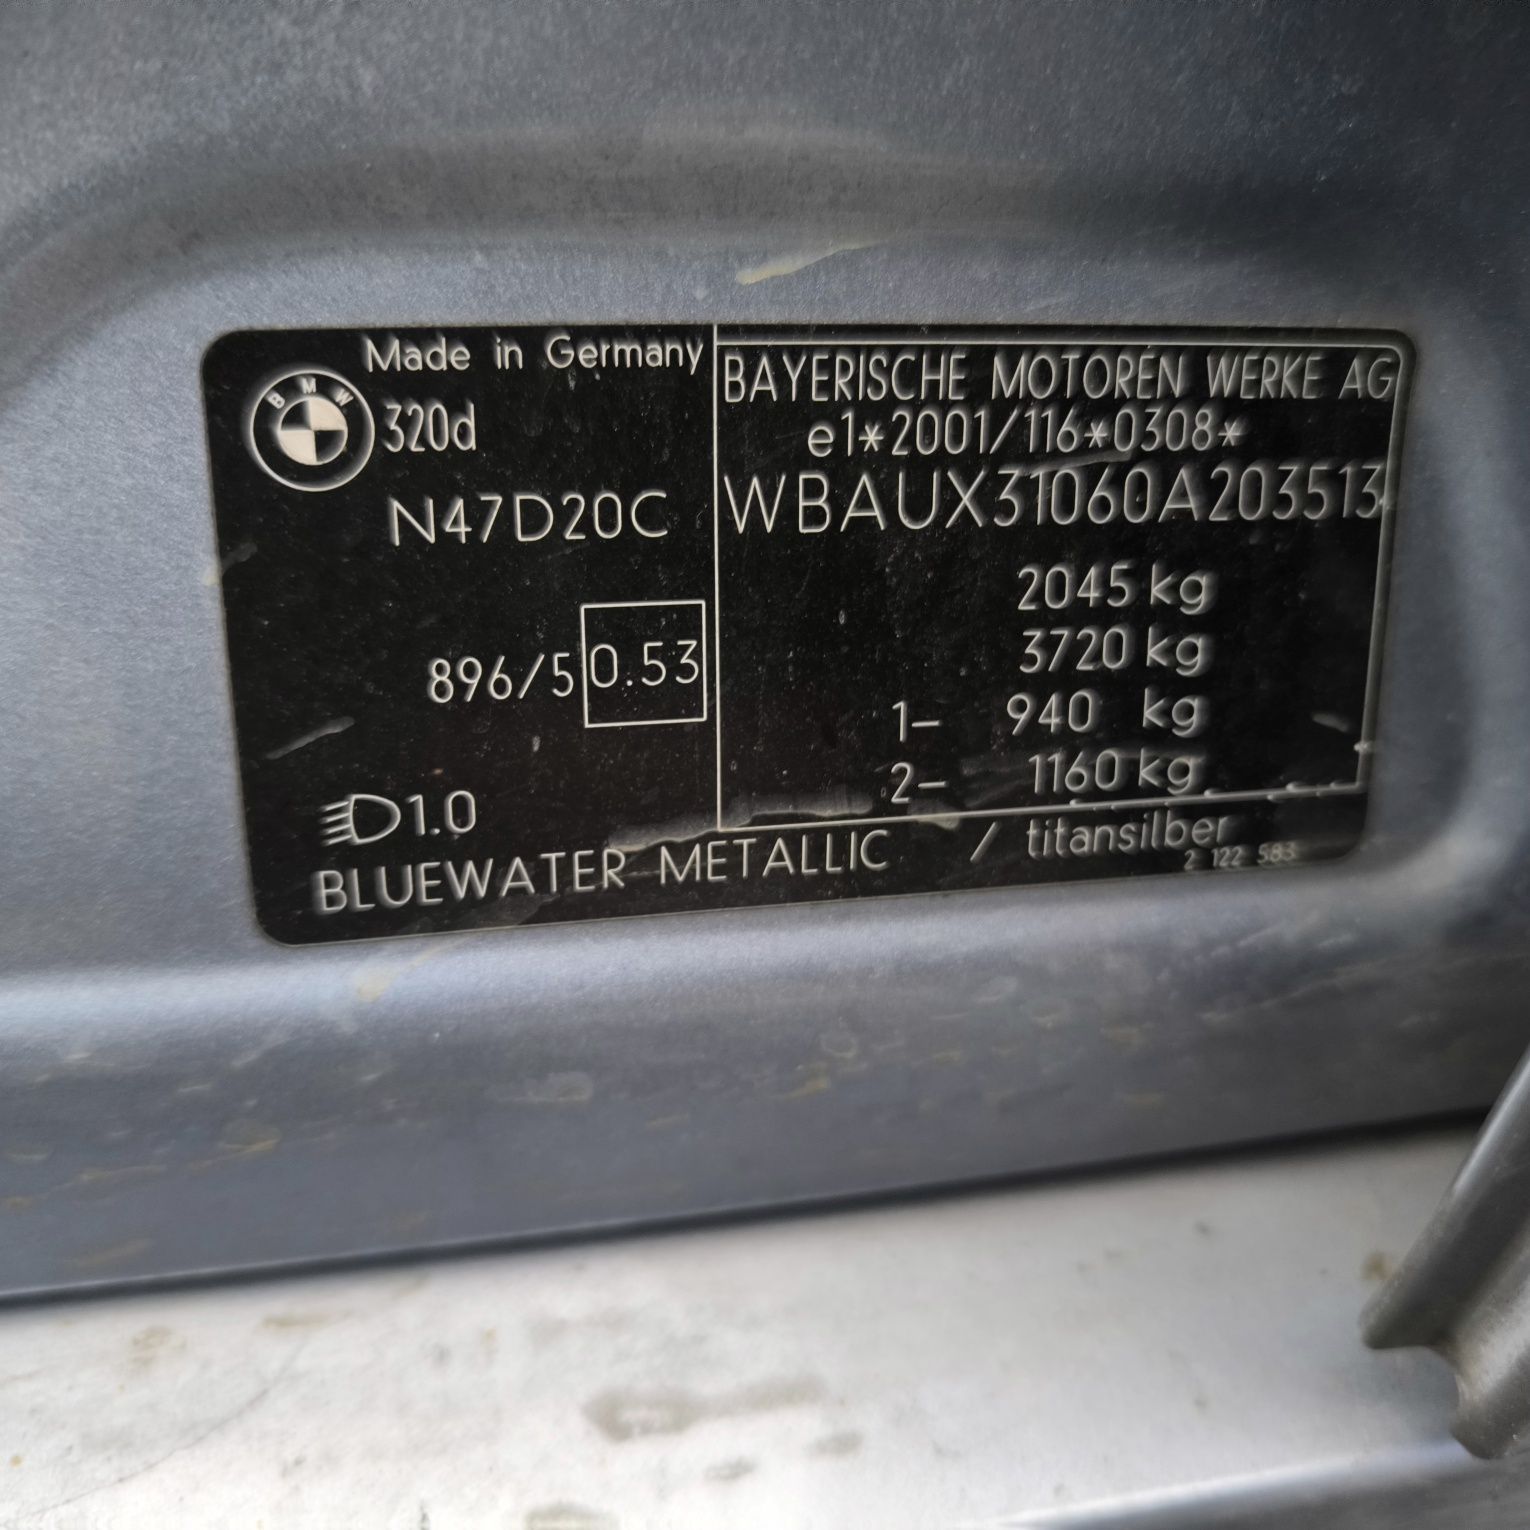 Made in Germany
BMW
320d
N47D20C
896/5 0.53
1.0
BAYERISCHE MOTOREN WERKE AG
e1*2001/116*0308*
WBAUX31060A203513
2045 kg
3720 kg
1- 940 kg
2- 1160 kg
BLUEWATER METALLIC / titansilber
2 122 583